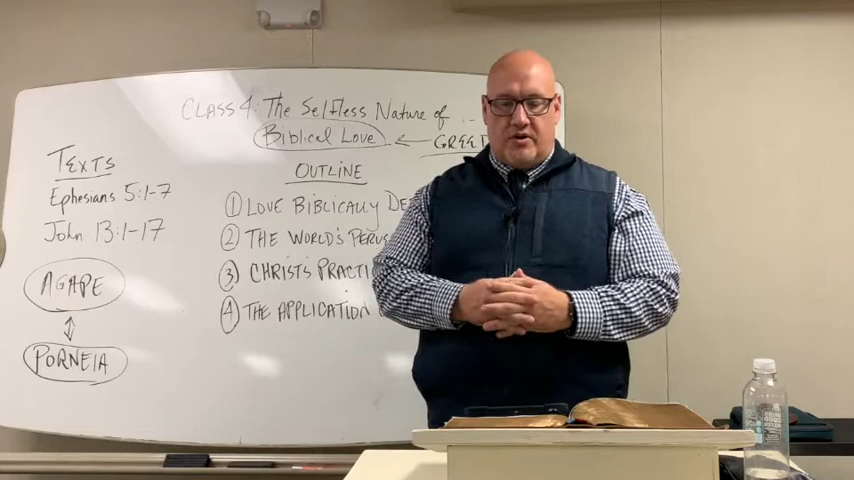 CLASS 4: The Selfless Nature of
Biblical Love
TEXTS
Ephesians 5:1-7
John 13:1-17
AGAPE
PORNEIA
OUTLINE
① LOVE BIBLICALLY
② THE WORLD'S
③ CHRIST'S
④ THE APPLICATION